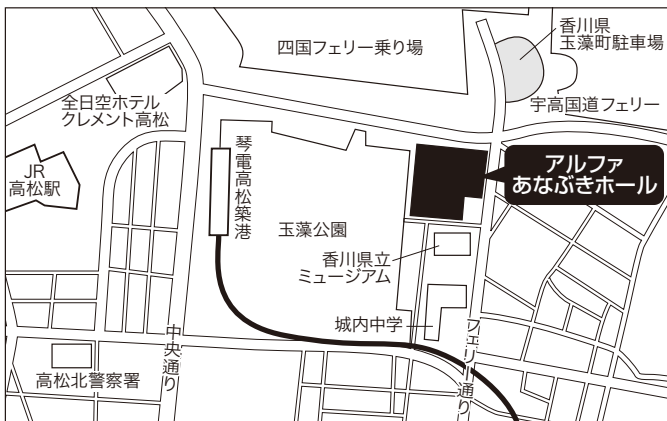 香川県
玉藻町駐車場
四国フェリー乗り場
全日空ホテル
クレメント高松
宇高国道フェリー
琴電高松築港
アルファ
あなぶきホール
JR
高松駅
玉藻公園
香川県立
ミュージアム
城内中学
中央通り
フェリー通り
高松北警察署